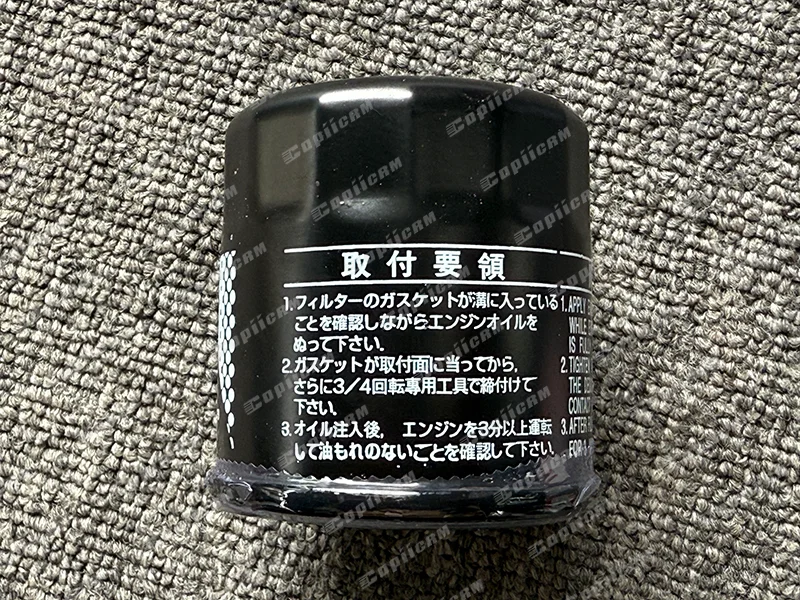 取付要領
1.フィルターのガスケットが溝に入っている
ことを確認しながらエンジンオイルを
ぬって下さい.
2.ガスケットが取付面に当ってから,
さらに3/4回転専用工具で締付けて
下さい.
3.オイル注入後, エンジンを3分以上運転
して油もれのないことを確認して下さい.
1.APPLY
WHILE
IS FUL
2.TIGHTEN
THE
CONTACT
3.AFTER
FOR 3
COPiiCAM